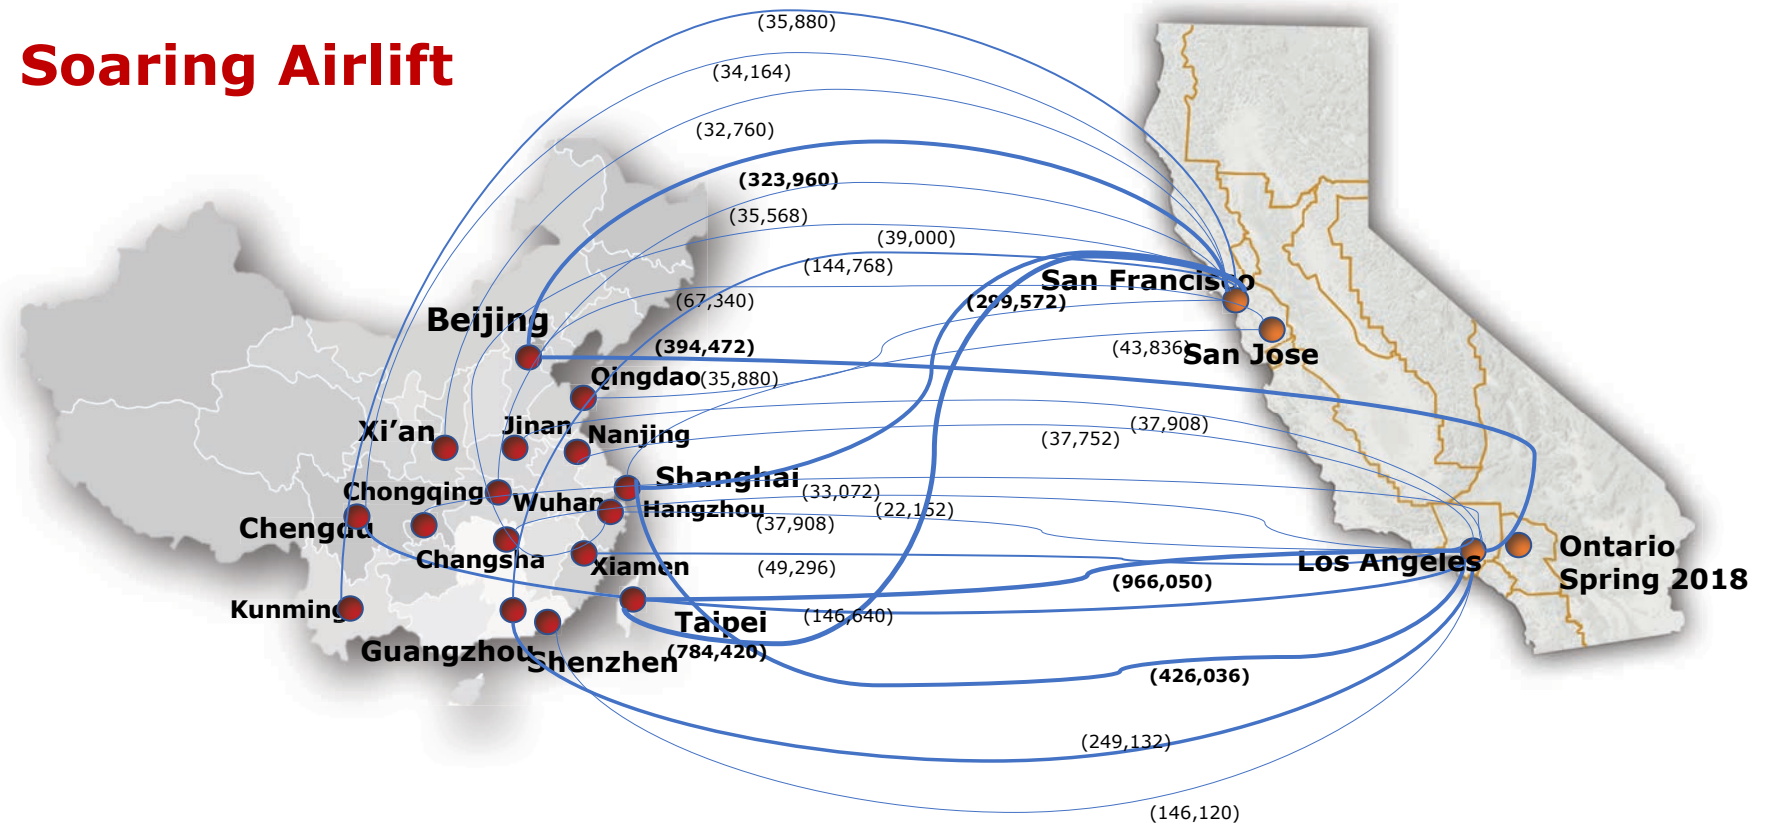 (35,880)
Soaring Airlift
(34,164)
(32,760)
(323,960)
(35,568)
(39,000)
(144,768)
San Francisco
(67,340)
(299,572)
Beijing
(394,472)
(43,836)
San Jose
Qingdao(35,880)
Xi’an
Jinan
Nanjing
(37,908)
(37,752)
Shanghai
Chongqing
(33,072)
Wuhan
Hangzhou
(22,152)
Chengdu
(37,908)
Changsha
Xiamen
(49,296)
Los Angeles
Ontario
Spring 2018
(966,050)
Kunming
(146,640)
Taipei
Guangzhou
Shenzhen
(784,420)
(426,036)
(249,132)
(146,120)